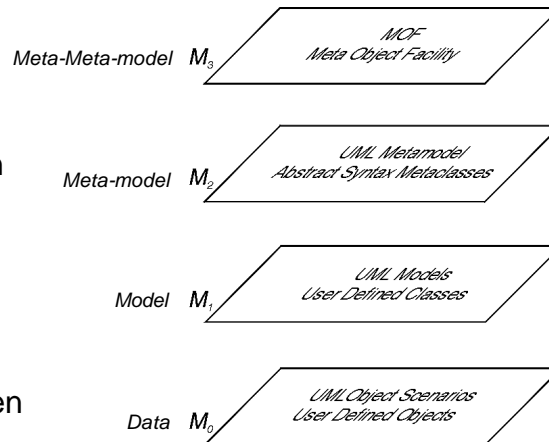 MOF
Meta-Meta-model M3 Meta Object Facility
UML Metamodel
Meta-model M2 Abstract Syntax Metaclasses
UML Models
Model M1 User Defined Classes
UML Object Scenarios
en
Data M0 User Defined Objects